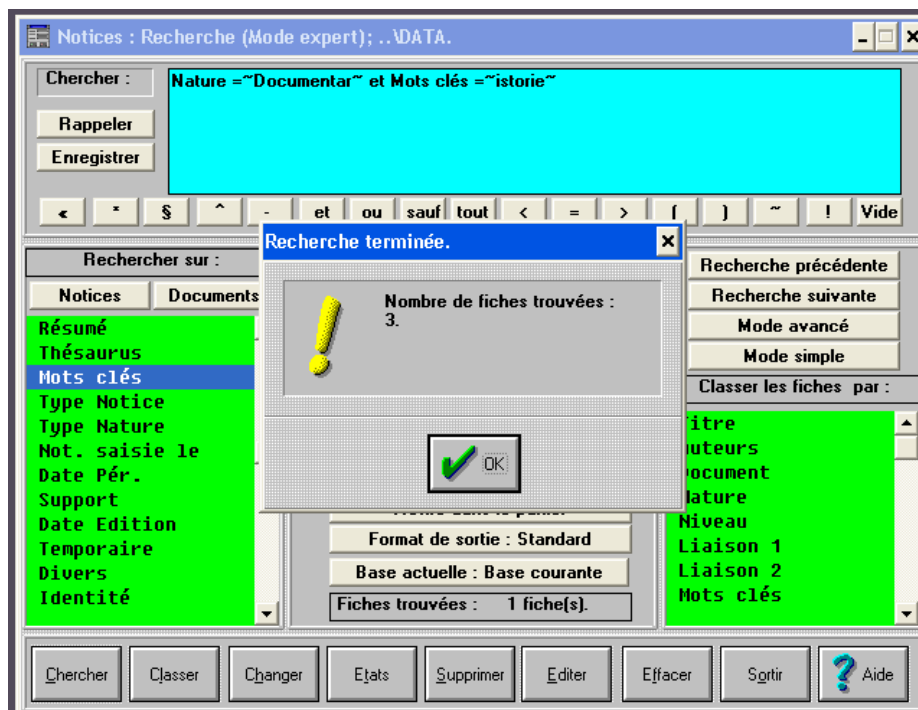 Notices : Recherche (Mode expert); ..\DATA.
Chercher :
Nature =~Documentar~ et Mots clés =~istorie~
Rappeler
Enregistrer
« * § ^ - et ou sauf tout < = > ( ) ~ ! Vide
Rechercher sur :
Notices Documents
Résumé
Thésaurus
Mots clés
Type Notice
Type Nature
Not. saisie le
Date Pér.
Support
Date Edition
Temporaire
Divers
Identité
Recherche terminée.
Nombre de fiches trouvées :
3.
OK
Format de sortie : Standard
Base actuelle : Base courante
Fiches trouvées : 1 fiche(s).
Recherche précédente
Recherche suivante
Mode avancé
Mode simple
Classer les fiches par :
Titre
Auteurs
Document
Nature
Niveau
Liaison 1
Liaison 2
Mots clés
Chercher Classer Changer Etats Supprimer Editer Effacer Sortir Aide